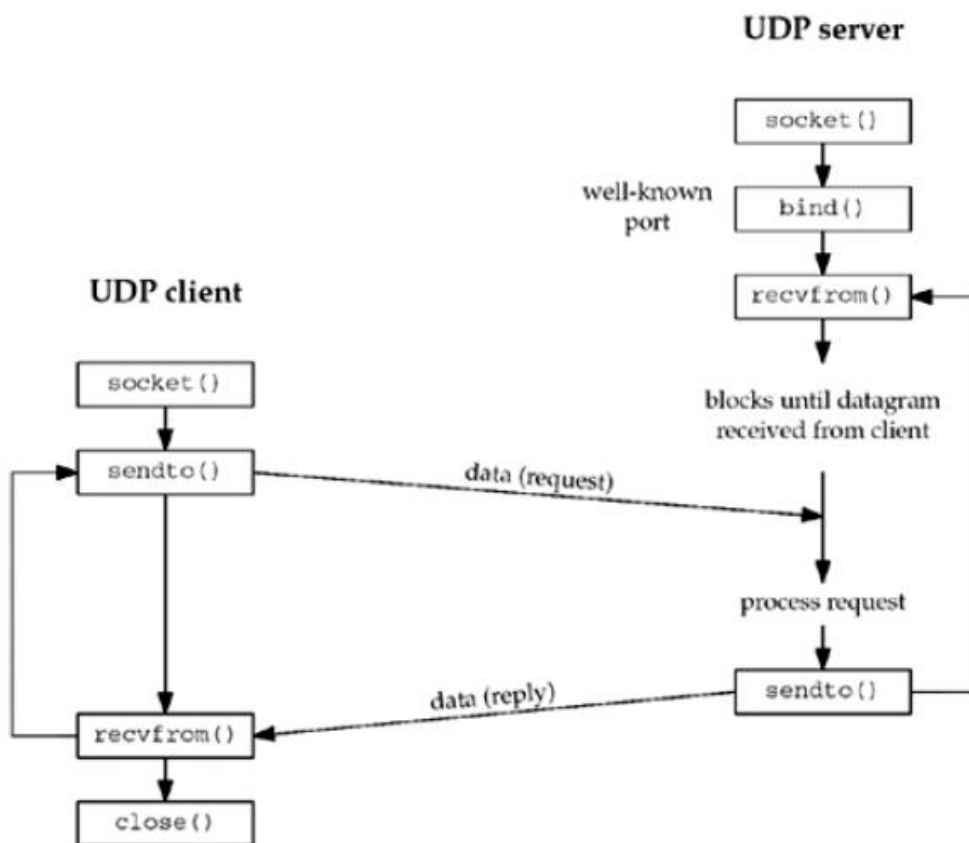 UDP server
socket()
well-known
port
bind()
recvfrom()
UDP client
blocks until datagram
received from client
socket()
sendto()
data (request)
process request
sendto()
data (reply)
recvfrom()
close()